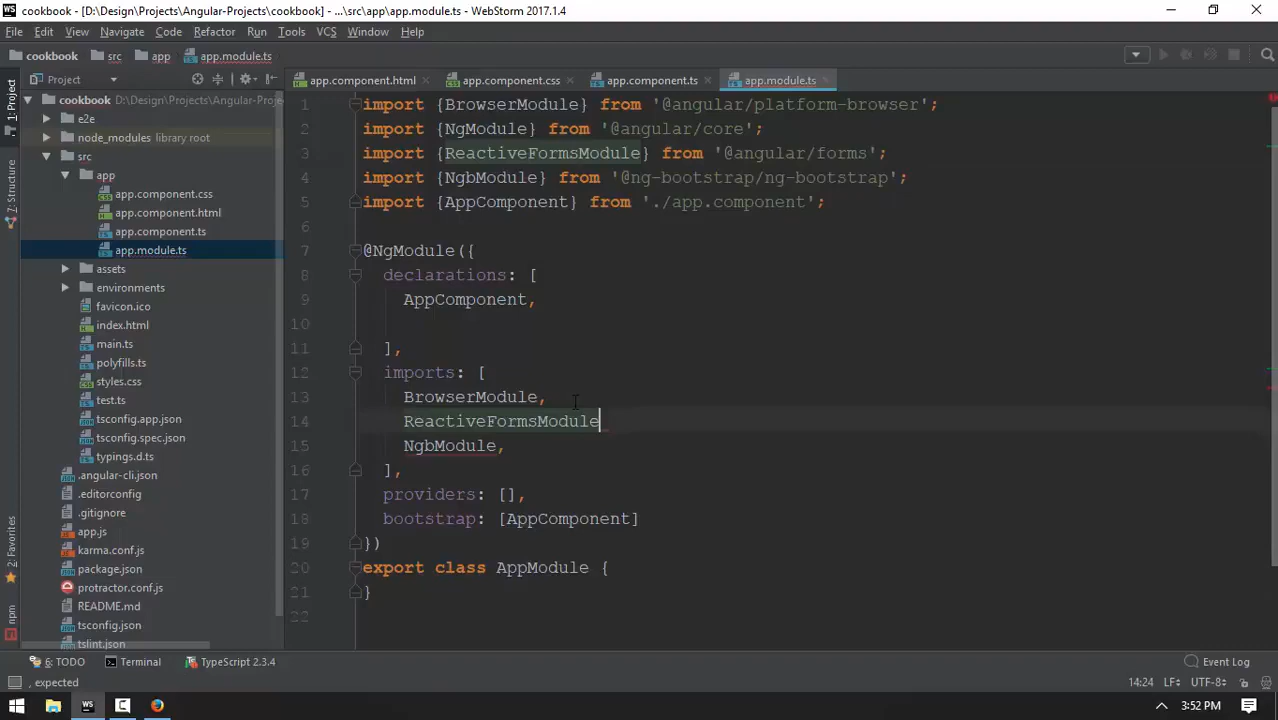 WS cookbook - [D:\Design\Projects\Angular-Projects\cookbook] - ...\src\app\app.module.ts - WebStorm 2017.1.4
File Edit View Navigate Code Refactor Run Tools VCS Window Help
cookbook src app app.module.ts
1: Project
Project
app.component.html app.component.css app.component.ts app.module.ts
cookbook D:\Design\Projects\Angular-Proje
e2e
node_modules library root
src
app
app.component.css
app.component.html
app.component.ts
app.module.ts
assets
environments
favicon.ico
index.html
main.ts
polyfills.ts
styles.css
test.ts
tsconfig.app.json
tsconfig.spec.json
typings.d.ts
.angular-cli.json
.editorconfig
.gitignore
app.js
karma.conf.js
package.json
protractor.conf.js
README.md
tsconfig.json
tslint.json
7: Structure
2: Favorites
npm
1 import {BrowserModule} from '@angular/platform-browser';
2 import {NgModule} from '@angular/core';
3 import {ReactiveFormsModule} from '@angular/forms';
4 import {NgbModule} from '@ng-bootstrap/ng-bootstrap';
5 import {AppComponent} from './app.component';
6
7 @NgModule({
8 declarations: [
9 AppComponent,
10
11 ],
12 imports: [
13 BrowserModule,
14 ReactiveFormsModule
15 NgbModule,
16 ],
17 providers: [],
18 bootstrap: [AppComponent]
19 })
20 export class AppModule {
21 }
22
6: TODO Terminal TypeScript 2.3.4 Event Log
, expected 14:24 LF÷ UTF-8÷
WS 3:52 PM